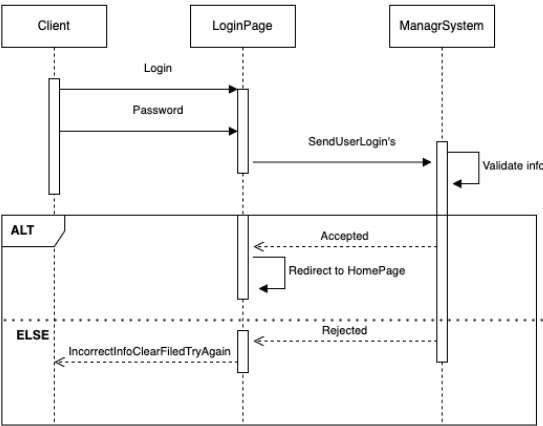 Client
LoginPage
ManagrSystem
Login
Password
SendUserLogin's
Validate info
ALT
Accepted
Redirect to HomePage
ELSE
Rejected
IncorrectInfoClearFiledTryAgain